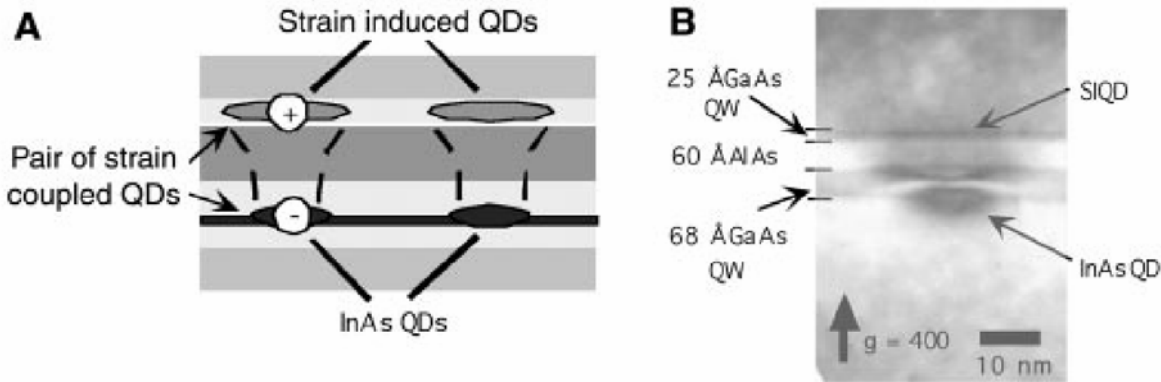 A
Strain induced QDs
+
Pair of strain
coupled QDs
-
InAs QDs
B
25 ÅGaAs
QW
SIQD
60 ÅAlAs
68 ÅGaAs
QW
InAs QD
g = 400
10 nm